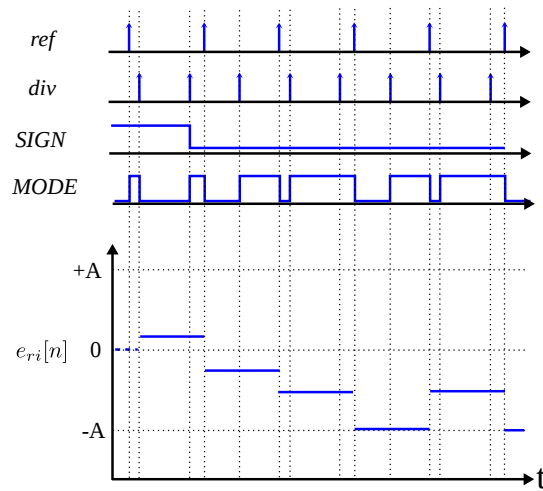 ref
div
SIGN
MODE
+A
e_{ri}[n] 0
-A
t